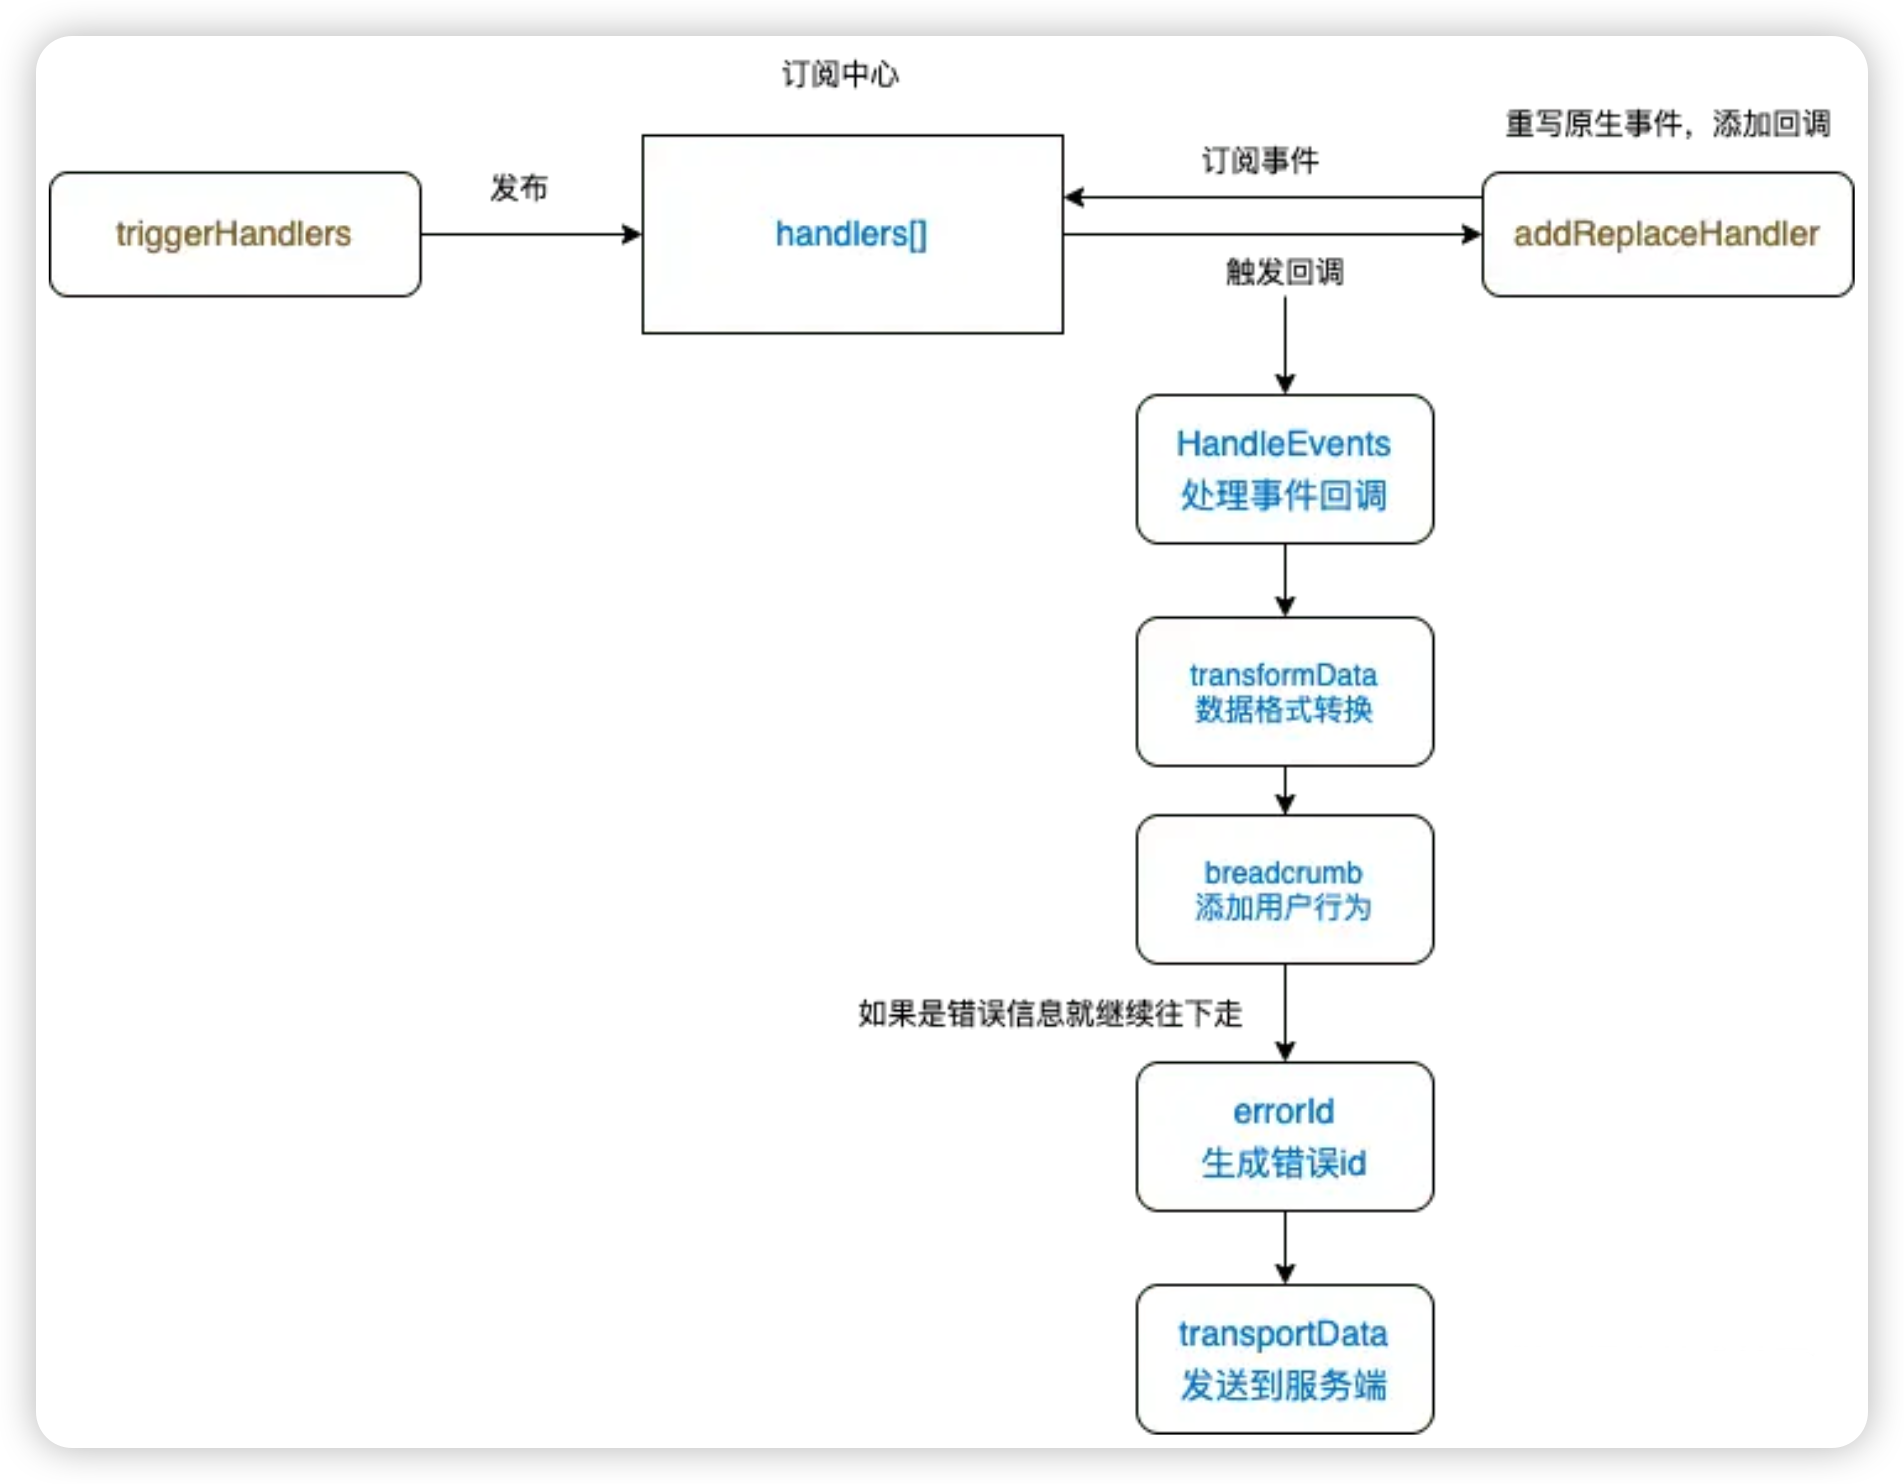 订阅中心
重写原生事件，添加回调
订阅事件
发布
triggerHandlers
handlers[]
addReplaceHandler
触发回调
HandleEvents
处理事件回调
transformData
数据格式转换
breadcrumb
添加用户行为
如果是错误信息就继续往下走
errorId
生成错误id
transportData
发送到服务端